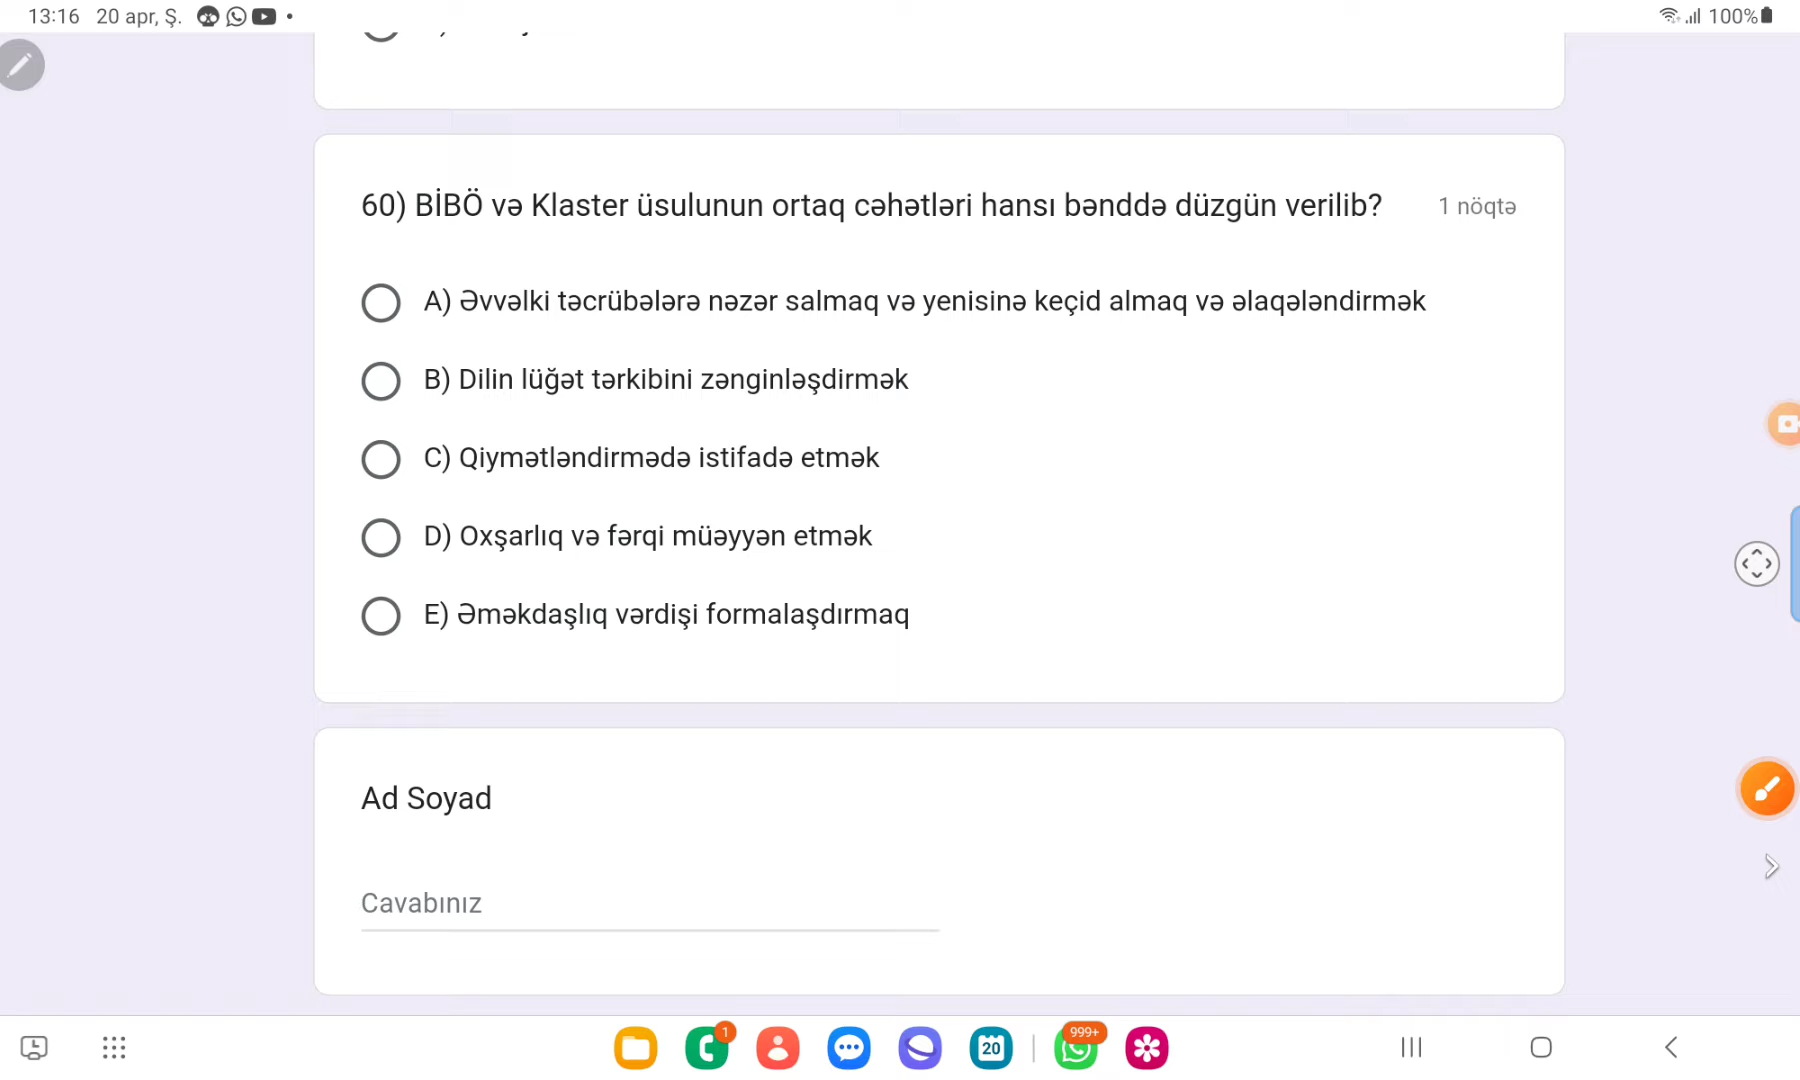 13:16 20 apr, Ş.
100%
60) BİBÖ və Klaster üsulunun ortaq cəhətləri hansı bənddə düzgün verilib?
1 nöqtə
A) Əvvəlki təcrübələrə nəzər salmaq və yenisinə keçid almaq və əlaqələndirmək
B) Dilin lüğət tərkibini zənginləşdirmək
C) Qiymətləndirmədə istifadə etmək
D) Oxşarlıq və fərqi müəyyən etmək
E) Əməkdaşlıq vərdişi formalaşdırmaq
Ad Soyad
Cavabınız
1
20
999+